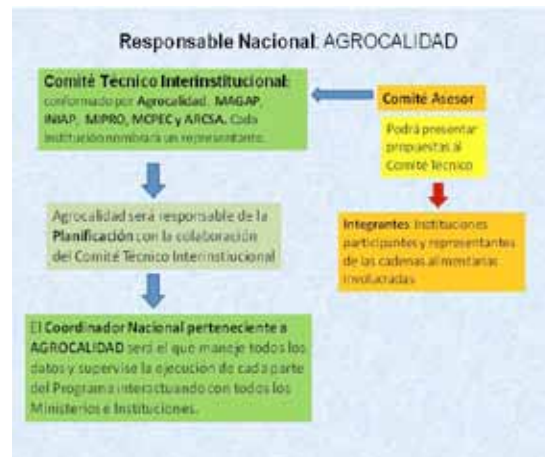 Responsable Nacional: AGROCALIDAD
Comité Técnico Interinstitucional:
conformado por Agrocalidad, MAGAP,
INIAP, MIPRO, MCPEC y ARCSA. Cada
Institución nombrará un representante.
Comité Asesor
Podrá presentar
propuestas al
Comité Técnico
Agrocalidad será responsable de la
Planificación con la colaboración
del Comité Técnico Interinstiucional
Integrantes: Instituciones
participantes y representantes
de las cadenas alimentarias
involucradas.
El Coordinador Nacional perteneciente a
AGROCALIDAD será el que maneje todos los
datos y supervise la ejecución de cada parte
del Programa interactuando con todos los
Ministerios e Instituciones.